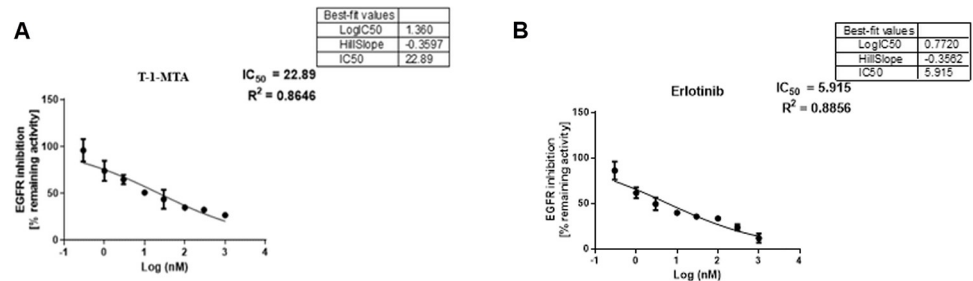 A
Best-fit values
LogIC50 1.360
HillSlope -0.3597
IC50 22.89
T-1-MTA
IC50 = 22.89
R2 = 0.8646
EGFR inhibition
[% remaining activity]
150
100
50
0
-1 0 1 2 3 4
Log (nM)
B
Best-fit values
LogIC50 0.7720
HillSlope -0.3562
IC50 5.915
Erlotinib
IC50 = 5.915
R2 = 0.8856
EGFR inhibition
[% remaining activity]
150
100
50
0
-1 0 1 2 3 4
Log (nM)